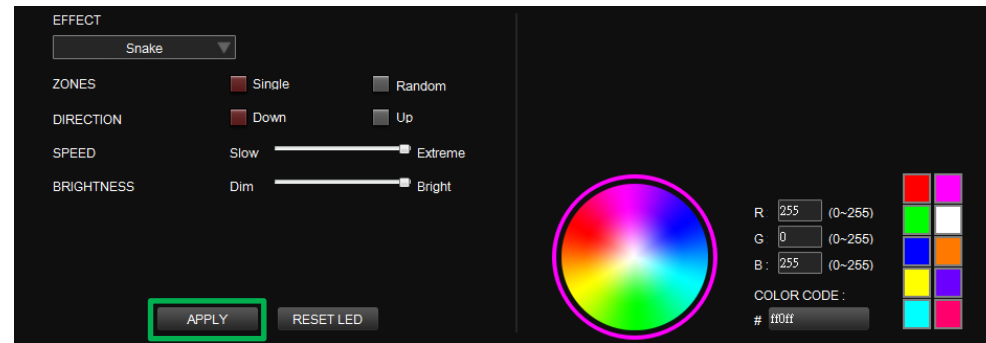 EFFECT
Snake
ZONES Single Random
DIRECTION Down Up
SPEED Slow Extreme
BRIGHTNESS Dim Bright
APPLY RESET LED
R 255 (0~255)
G 0 (0~255)
B : 255 (0~255)
COLOR CODE :
# ff0ff